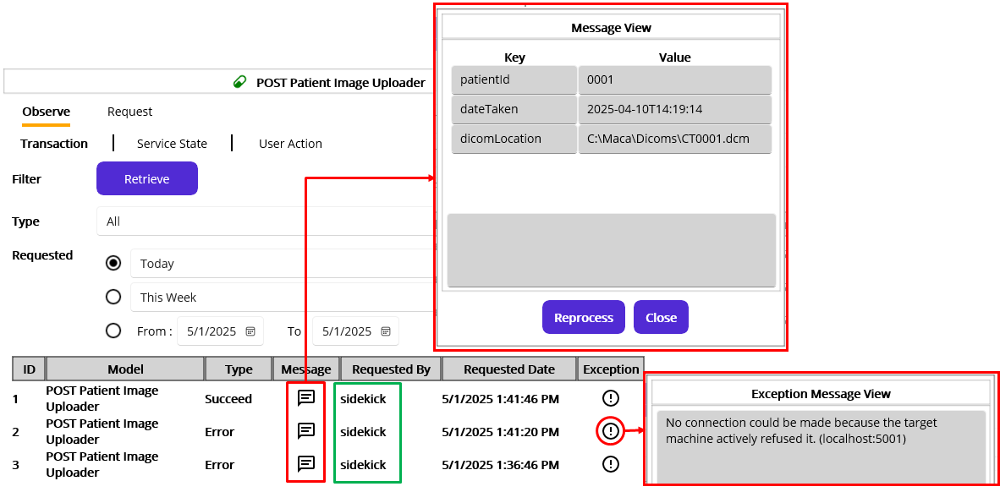 Message View
Key Value
patientId 0001
dateTaken 2025-04-10T14:19:14
dicomLocation C:\Maca\Dicoms\CT0001.dcm
Reprocess Close
POST Patient Image Uploader
Observe Request
Transaction Service State User Action
Filter Retrieve
Type All
Requested Today
This Week
From : 5/1/2025 To 5/1/2025
ID Model Type Message Requested By Requested Date Exception
1 POST Patient Image Uploader Succeed sidekick 5/1/2025 1:41:46 PM
2 POST Patient Image Uploader Error sidekick 5/1/2025 1:41:20 PM
3 POST Patient Image Uploader Error sidekick 5/1/2025 1:36:46 PM
Exception Message View
No connection could be made because the target
machine actively refused it. (localhost:5001)